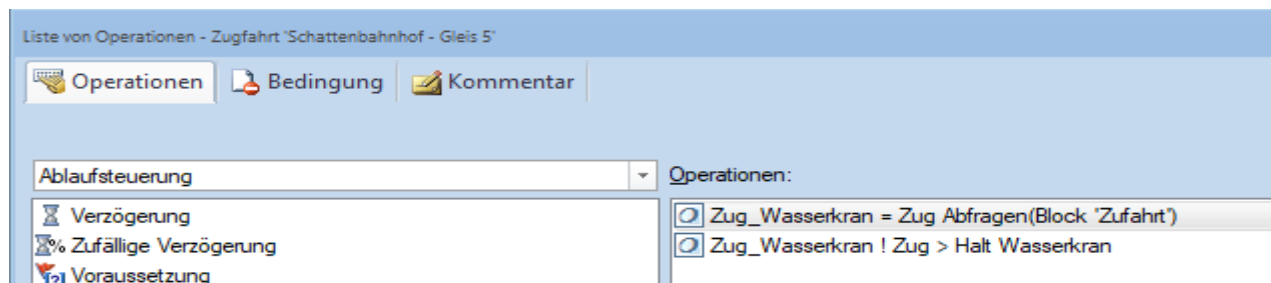 Liste von Operationen - Zugfahrt 'Schattenbahnhof - Gleis 5'
Operationen Bedingung Kommentar
Ablaufsteuerung
Operationen:
Verzögerung
Zufällige Verzögerung
Voraussetzung
Zug_Wasserkran = Zug Abfragen(Block 'Zufahrt')
Zug_Wasserkran ! Zug > Halt Wasserkran